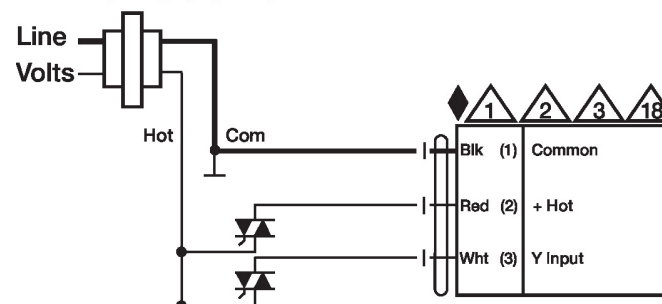 Line
Volts
Hot
Com
1 2 3 18
Blk (1) Common
Red (2) + Hot
Wht (3) Y Input